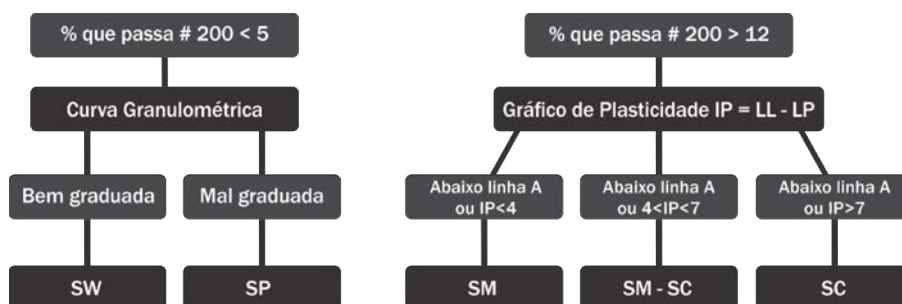 % que passa # 200 < 5
Curva Granulométrica
Bem graduada
Mal graduada
SW
SP
% que passa # 200 > 12
Gráfico de Plasticidade IP = LL - LP
Abaixo linha A
ou IP<4
Abaixo linha A
ou 4<IP<7
Abaixo linha A
ou IP>7
SM
SM - SC
SC